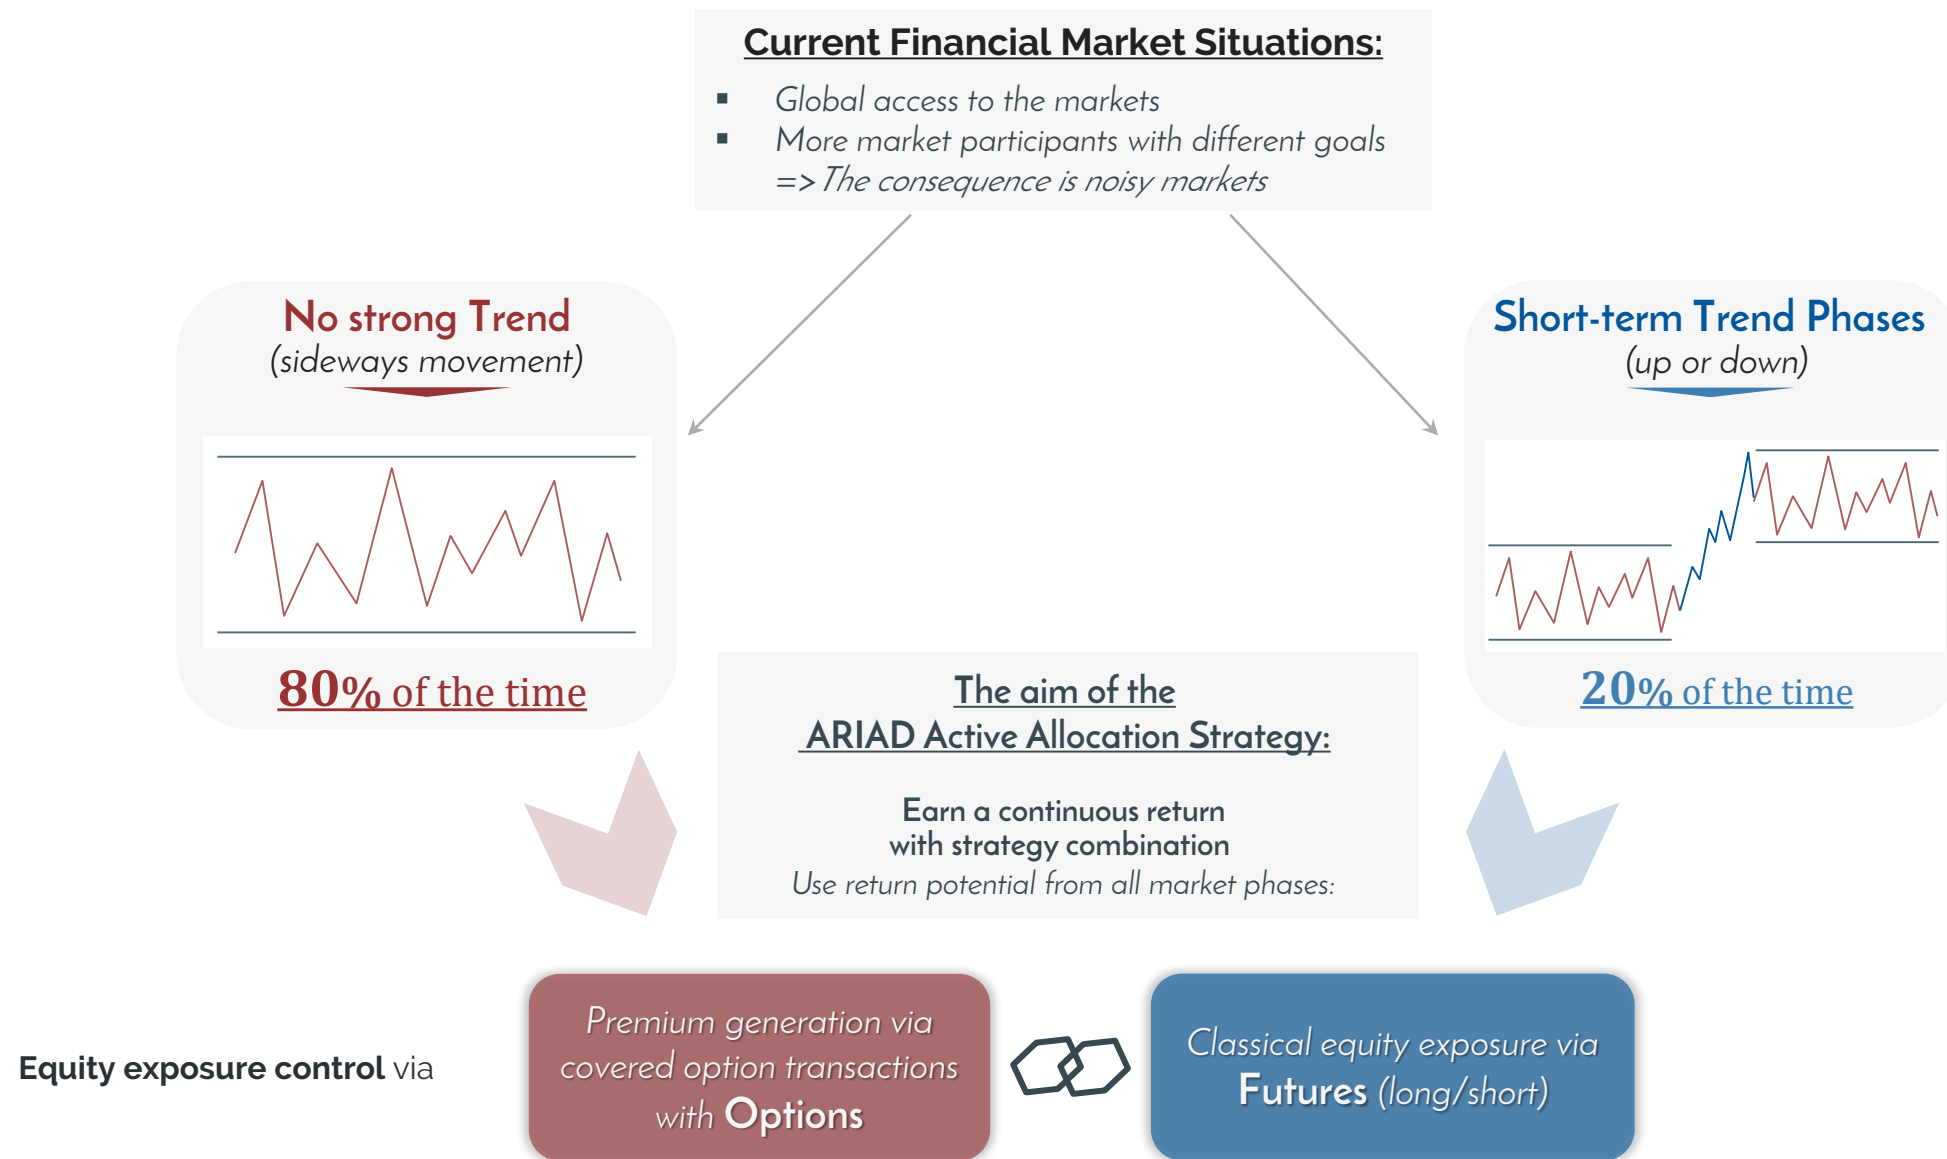 Current Financial Market Situations:
▪ Global access to the markets
▪ More market participants with different goals
=> The consequence is noisy markets
No strong Trend
(sideways movement)
80% of the time
Short-term Trend Phases
(up or down)
20% of the time
The aim of the
ARIAD Active Allocation Strategy:
Earn a continuous return
with strategy combination
Use return potential from all market phases:
Equity exposure control via
Premium generation via
covered option transactions
with Options
Classical equity exposure via
Futures (long/short)